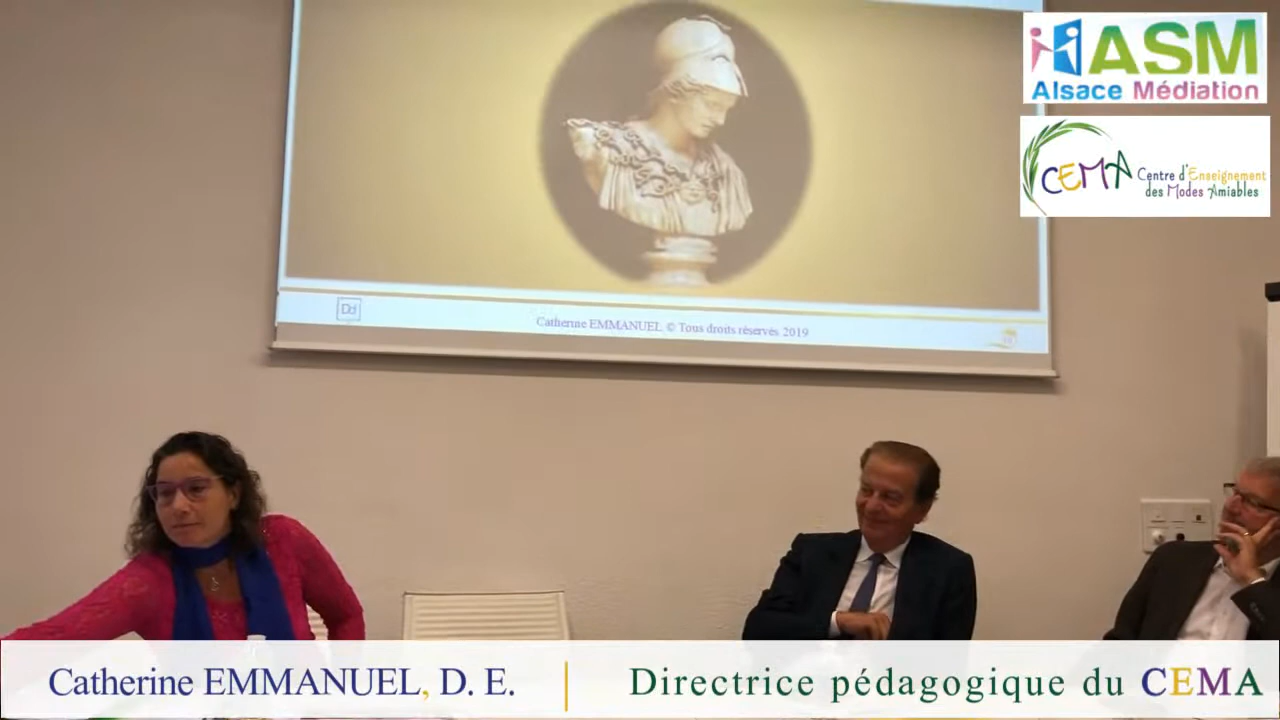 ASM
Alsace Médiation
CEMA Centre d'Enseignement
des Modes Amiables
Catherine EMMANUEL © Tous droits réservés 2019
Catherine EMMANUEL, D. E. | Directrice pédagogique du CEMA